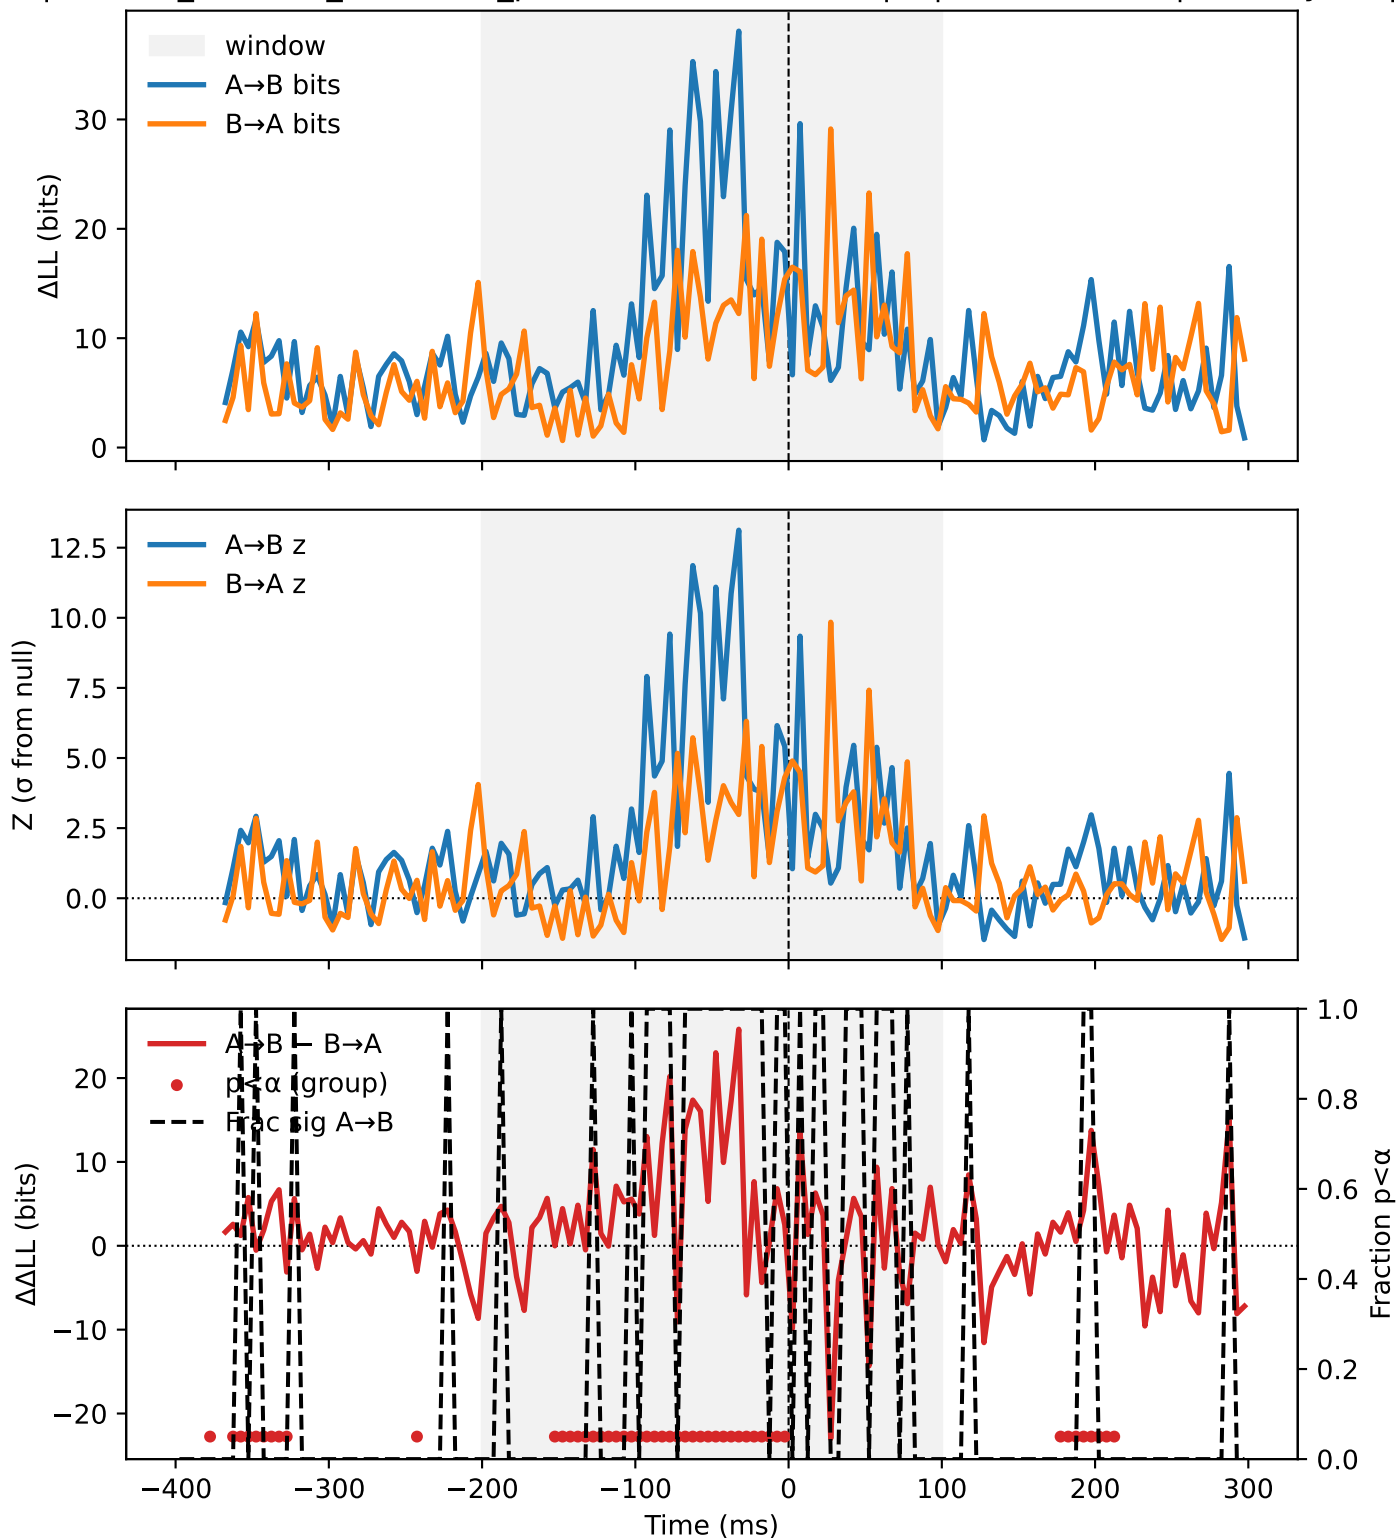 window
A→B bits
B→A bits
ΔLL (bits)
30
20
10
0
A→B z
B→A z
Z (σ from null)
12.5
10.0
7.5
5.0
2.5
0.0
A→B − B→A
p<α (group)
Frac sig A→B
ΔΔLL (bits)
20
10
0
−10
−20
1.0
0.8
0.6
0.4
0.2
0.0
Fraction p<α
−400 −300 −200 −100 0 100 200 300
Time (ms)